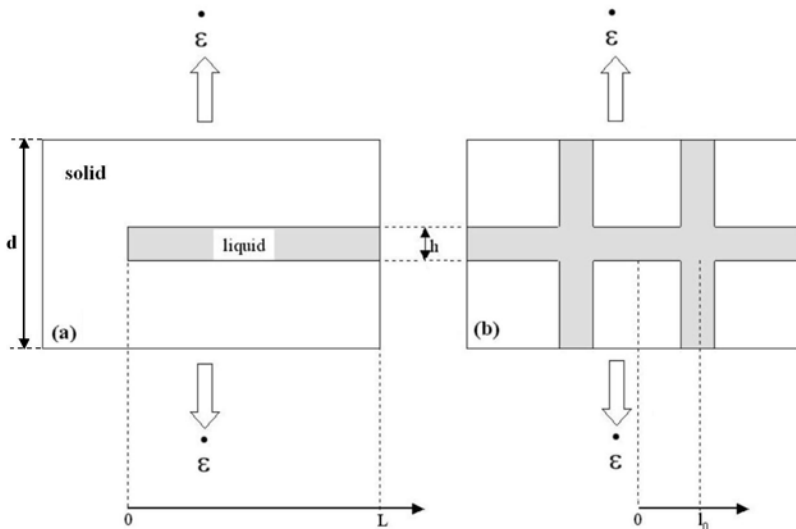 ε̇ ε̇
solid
d liquid h
(a) (b)
ε̇ ε̇
0 L 0 l₀